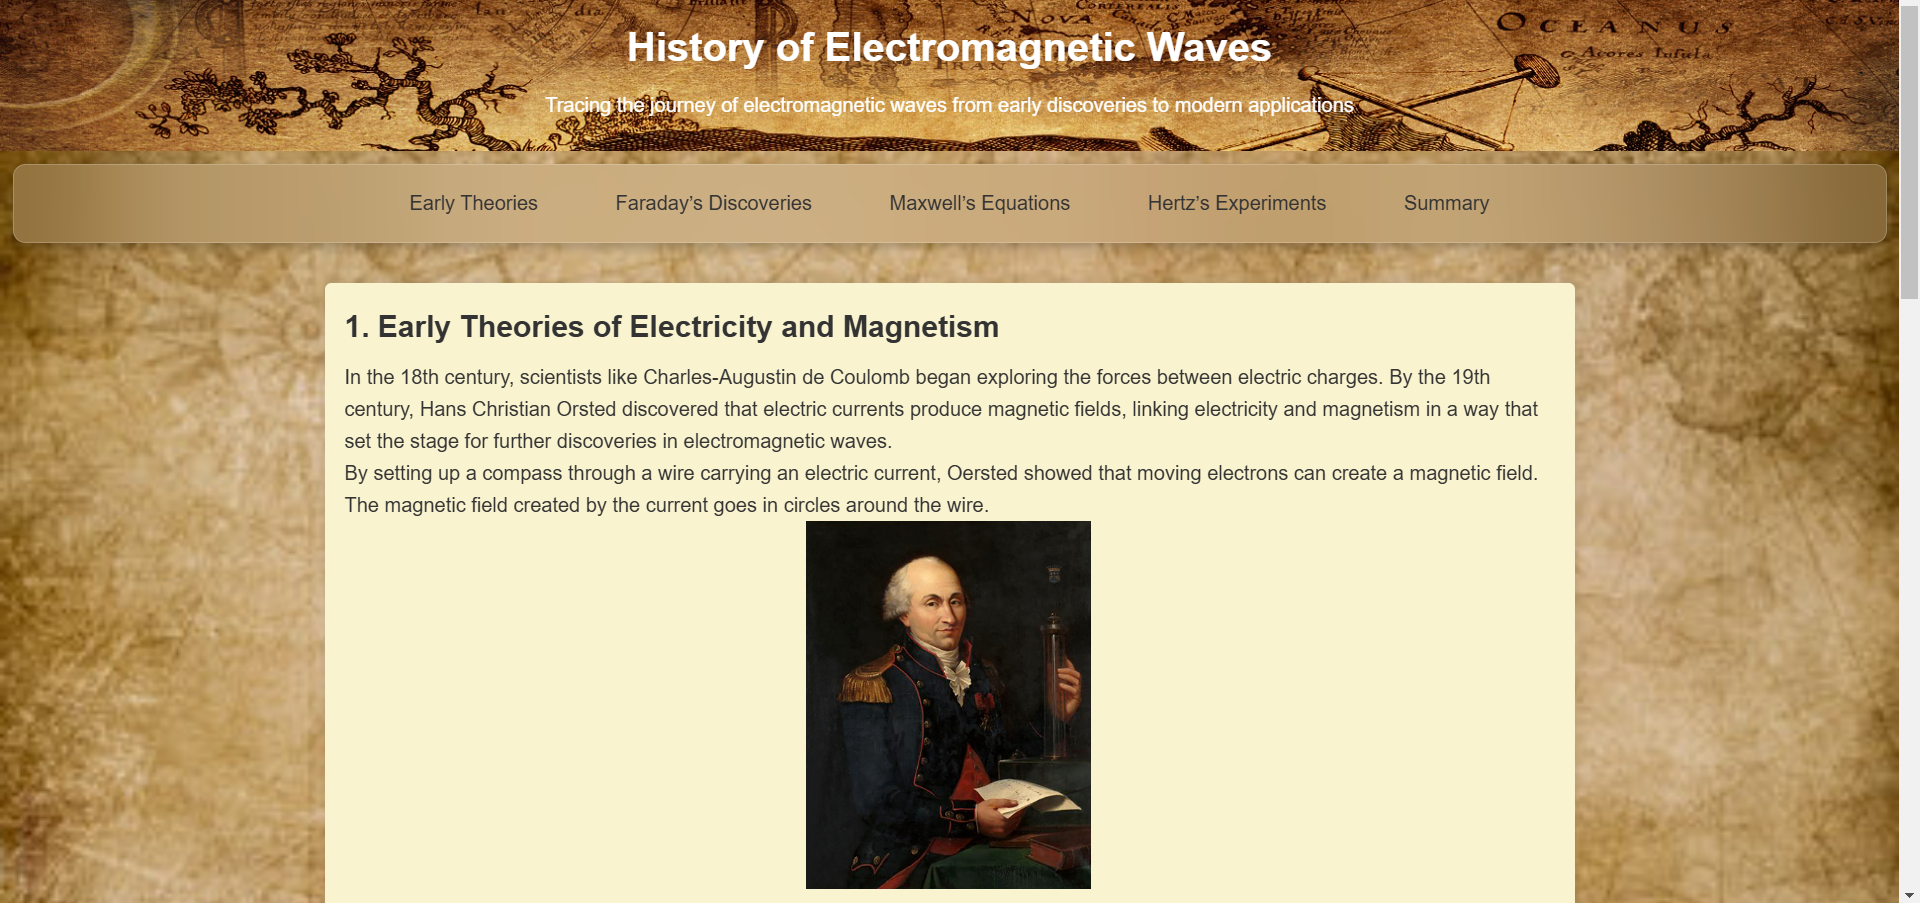 NOVA
OCEANUS
Acores Insula
History of Electromagnetic Waves
Tracing the journey of electromagnetic waves from early discoveries to modern applications
Early Theories
Faraday’s Discoveries
Maxwell’s Equations
Hertz’s Experiments
Summary
1. Early Theories of Electricity and Magnetism
In the 18th century, scientists like Charles-Augustin de Coulomb began exploring the forces between electric charges. By the 19th
century, Hans Christian Orsted discovered that electric currents produce magnetic fields, linking electricity and magnetism in a way that
set the stage for further discoveries in electromagnetic waves.
By setting up a compass through a wire carrying an electric current, Oersted showed that moving electrons can create a magnetic field.
The magnetic field created by the current goes in circles around the wire.